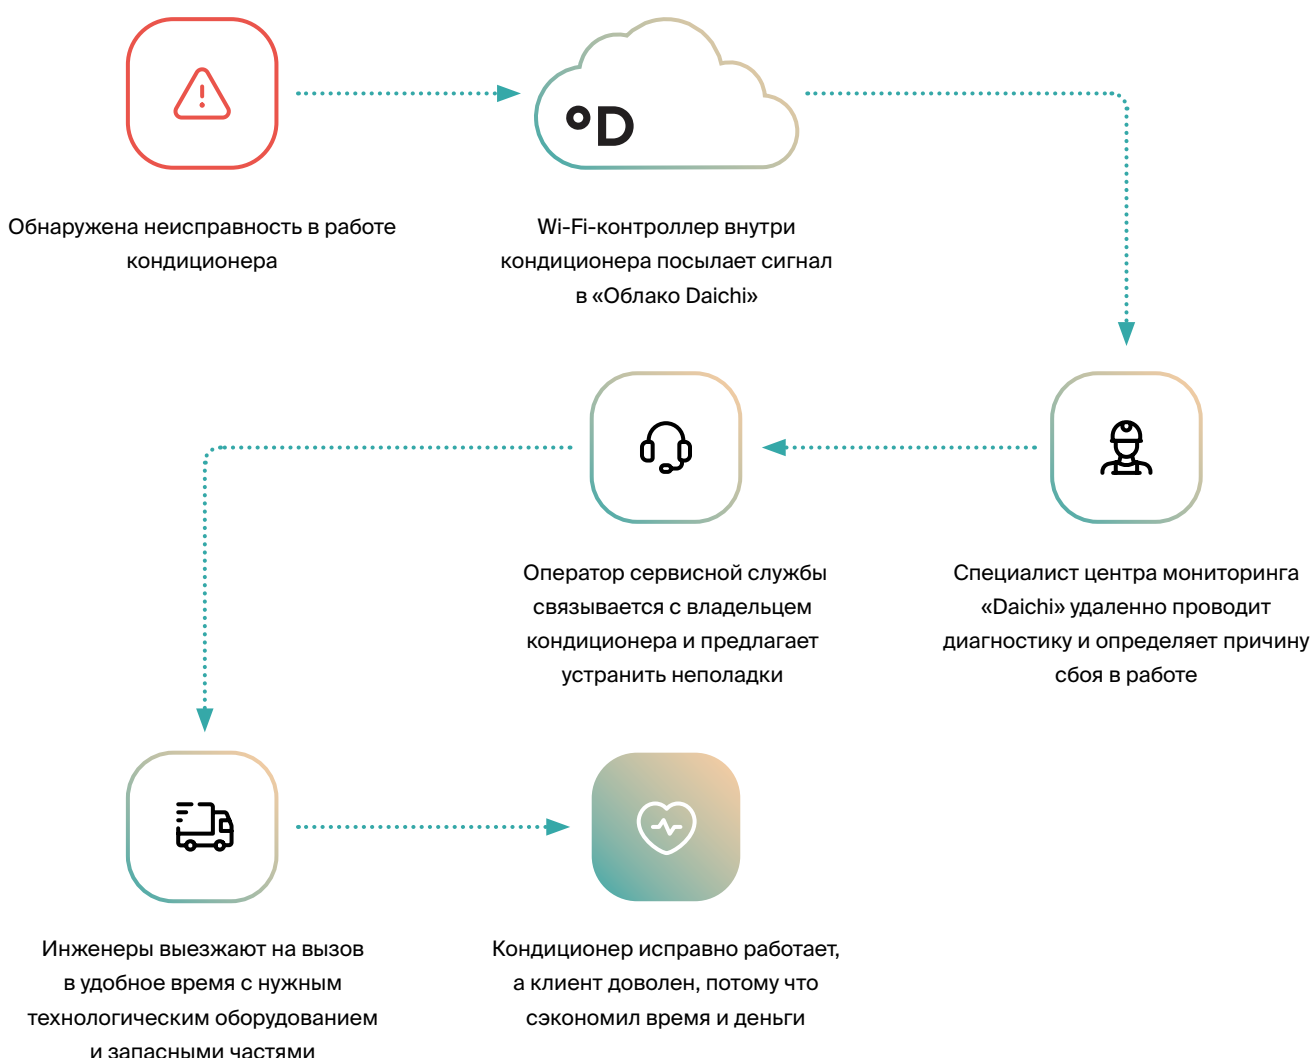 °D
Обнаружена неисправность в работе
кондиционера
Wi-Fi-контроллер внутри
кондиционера посылает сигнал
в «Облако Daichi»
Специалист центра мониторинга
«Daichi» удаленно проводит
диагностику и определяет причину
сбоя в работе
Оператор сервисной службы
связывается с владельцем
кондиционера и предлагает
устранить неполадки
Инженеры выезжают на вызов
в удобное время с нужным
технологическим оборудованием
и запасными частями
Кондиционер исправно работает,
а клиент доволен, потому что
сэкономил время и деньги